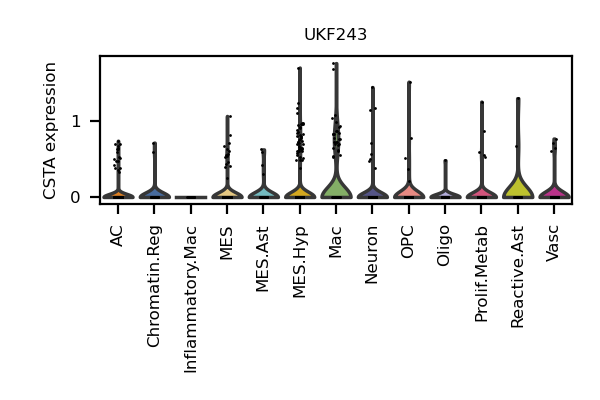 UKF243
CSTA expression
1
0
AC
Chromatin.Reg
Inflammatory.Mac
MES
MES.Ast
MES.Hyp
Mac
Neuron
OPC
Oligo
Prolif.Metab
Reactive.Ast
Vasc